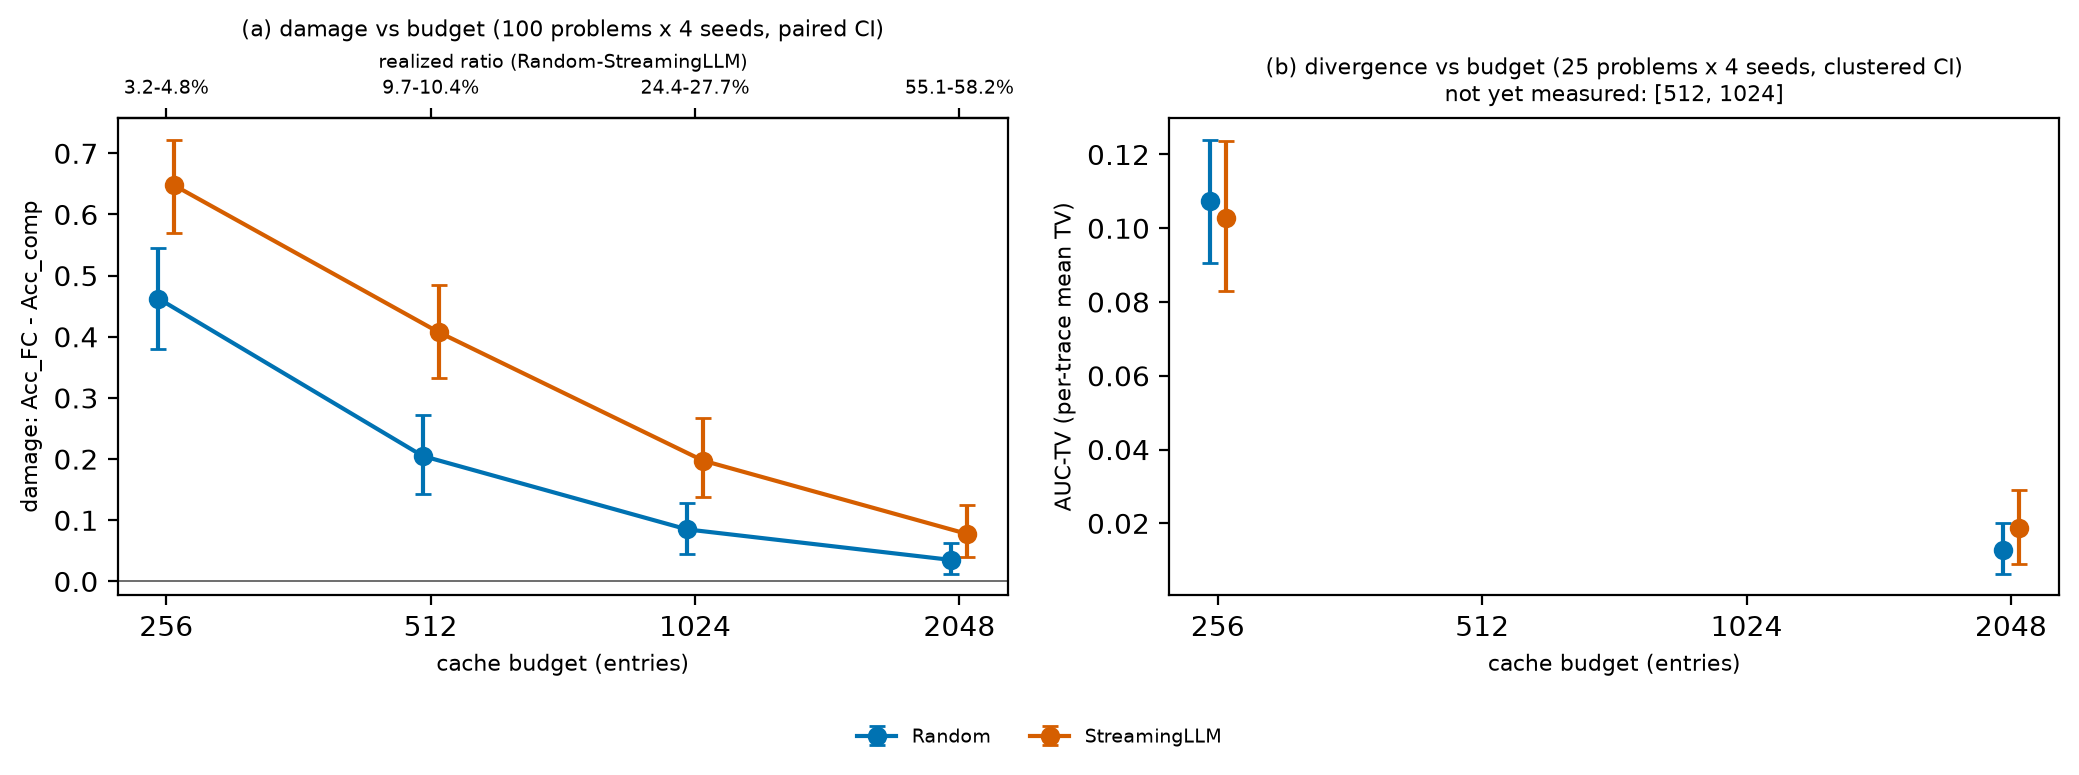 (a) damage vs budget (100 problems x 4 seeds, paired CI)
realized ratio (Random-StreamingLLM)
3.2-4.8% 9.7-10.4% 24.4-27.7% 55.1-58.2%
damage: Acc_FC - Acc_comp
0.7
0.6
0.5
0.4
0.3
0.2
0.1
0.0
256 512 1024 2048
cache budget (entries)
(b) divergence vs budget (25 problems x 4 seeds, clustered CI)
not yet measured: [512, 1024]
AUC-TV (per-trace mean TV)
0.12
0.10
0.08
0.06
0.04
0.02
256 512 1024 2048
cache budget (entries)
Random StreamingLLM